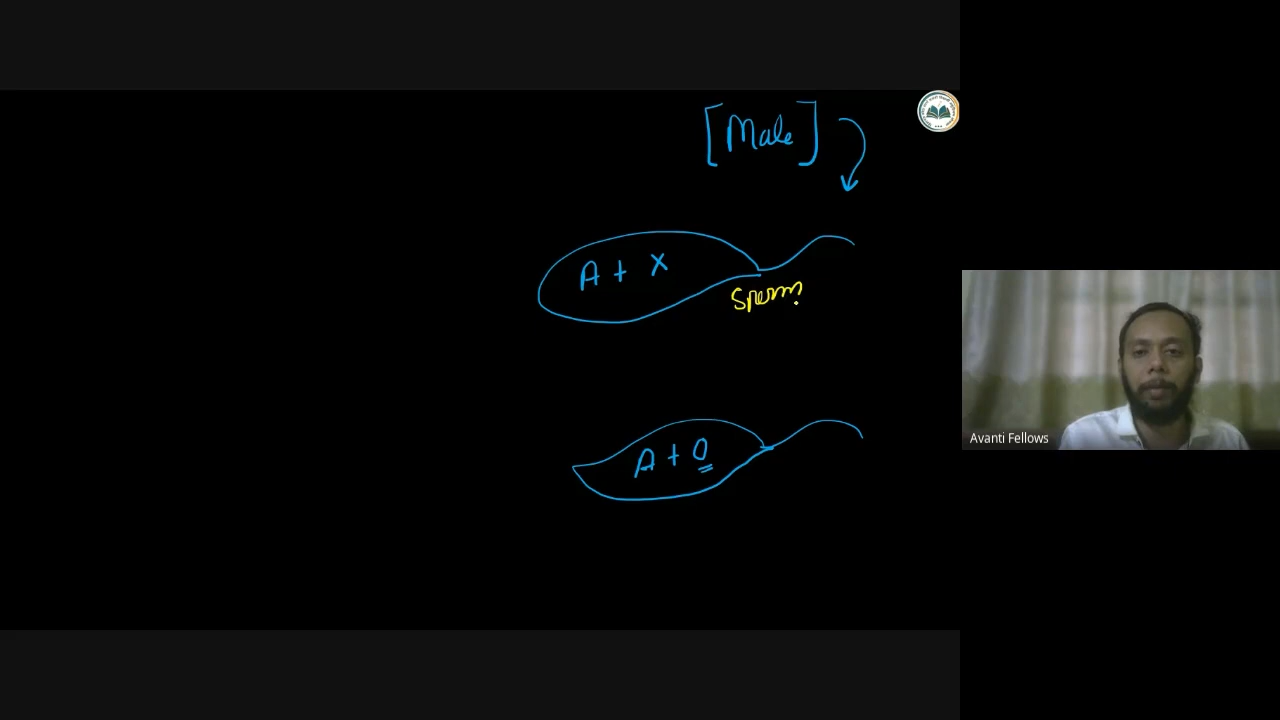 [Male]
A + X
Sperm
A + O
Avanti Fellows